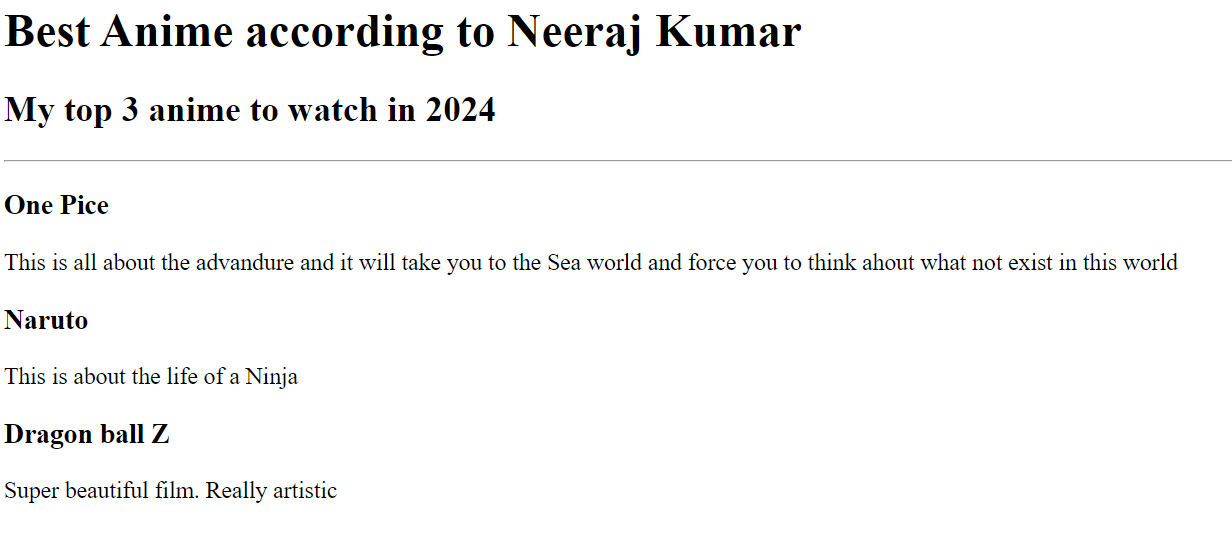 Best Anime according to Neeraj Kumar
My top 3 anime to watch in 2024
One Pice
This is all about the advandure and it will take you to the Sea world and force you to think ahout what not exist in this world
Naruto
This is about the life of a Ninja
Dragon ball Z
Super beautiful film. Really artistic